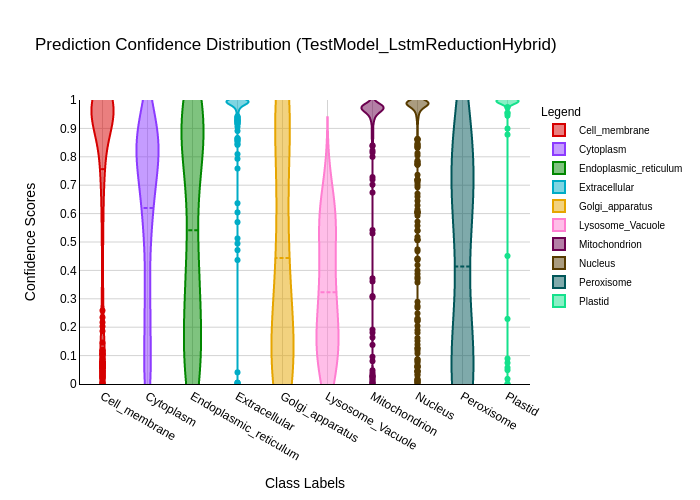 Prediction Confidence Distribution (TestModel_LstmReductionHybrid)
Legend
Cell_membrane
Cytoplasm
Endoplasmic_reticulum
Extracellular
Golgi_apparatus
Lysosome_Vacuole
Mitochondrion
Nucleus
Peroxisome
Plastid
Confidence Scores
1
0.9
0.8
0.7
0.6
0.5
0.4
0.3
0.2
0.1
0
Cell_membrane
Cytoplasm
Endoplasmic_reticulum
Extracellular
Golgi_apparatus
Lysosome_Vacuole
Mitochondrion
Nucleus
Peroxisome
Plastid
Class Labels